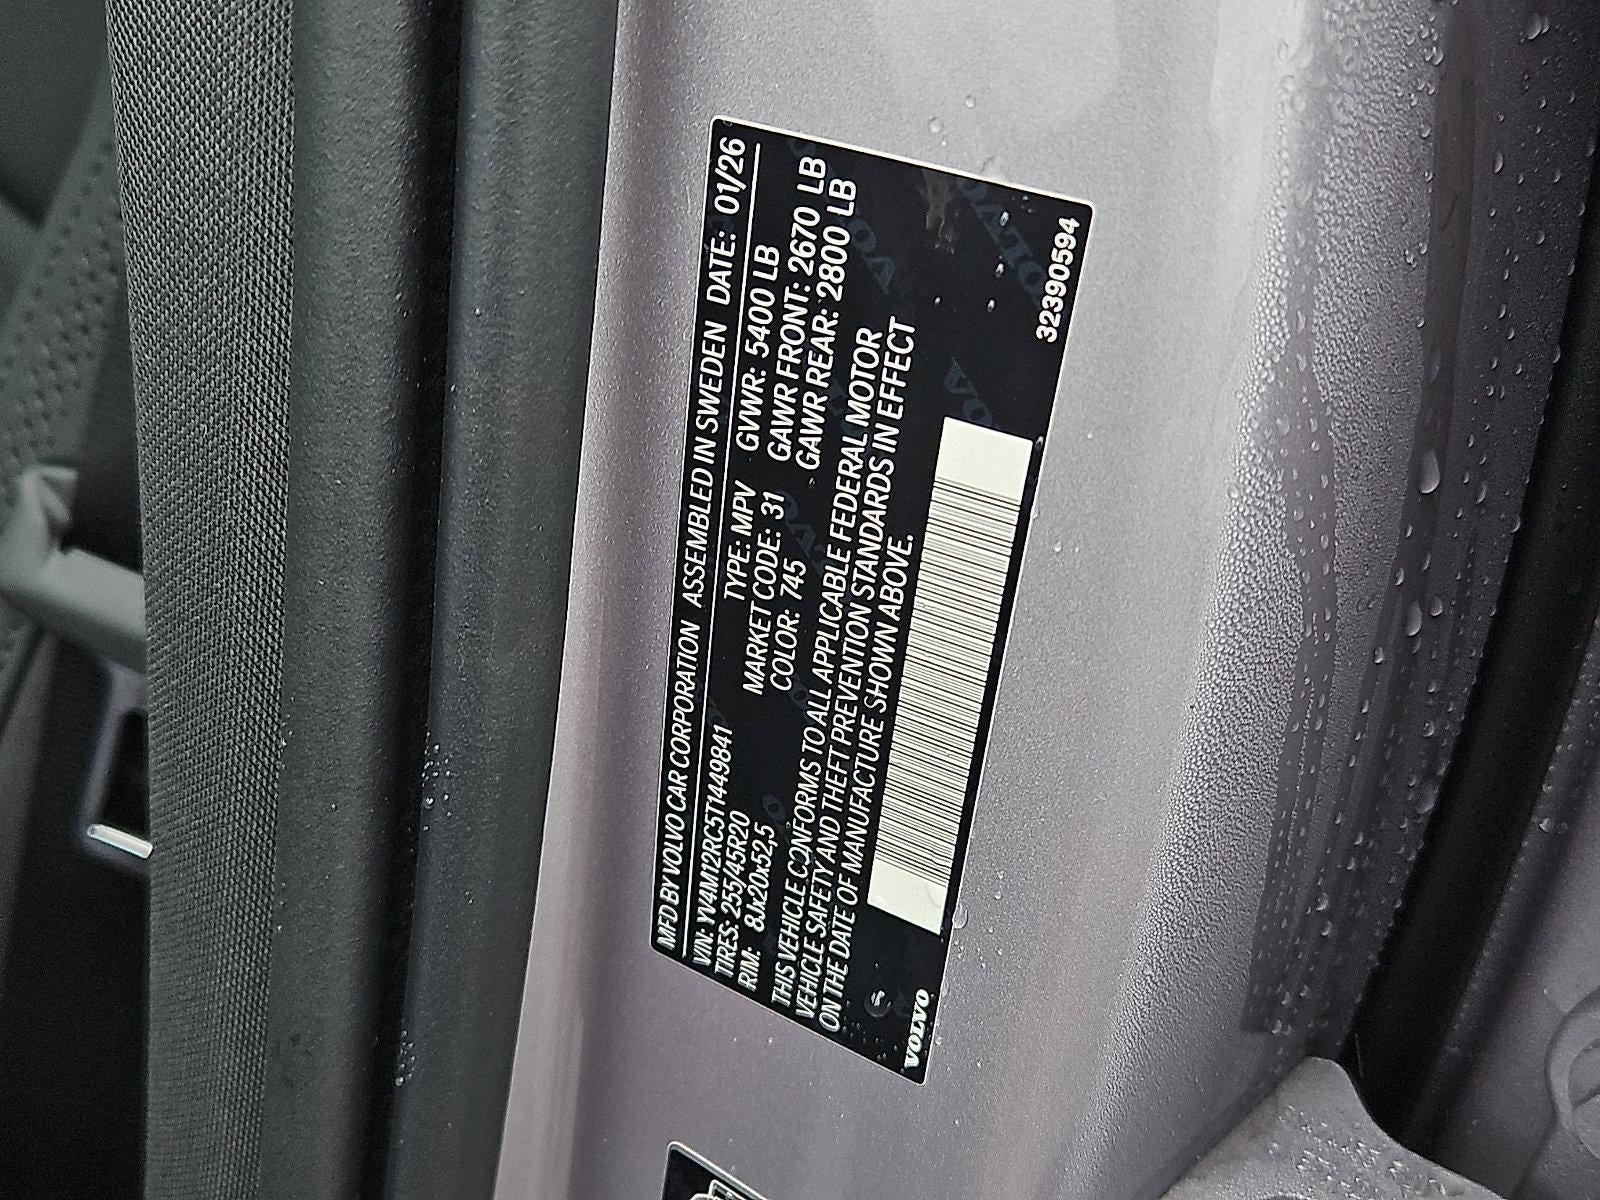 MFD BY VOLVO CAR CORPORATION ASSEMBLED IN SWEDEN DATE: 01/26
VIN: YV4M12RC5T1449841 TYPE: MPV GVWR: 5400 LB
TIRES: 255/45R20 MARKET CODE: 31 GAWR FRONT: 2670 LB
RIM: 8Jx20x52,5 COLOR: 745 GAWR REAR: 2800 LB
THIS VEHICLE CONFORMS TO ALL APPLICABLE FEDERAL MOTOR
VEHICLE SAFETY AND THEFT PREVENTION STANDARDS IN EFFECT
ON THE DATE OF MANUFACTURE SHOWN ABOVE.
VOLVO
32390594